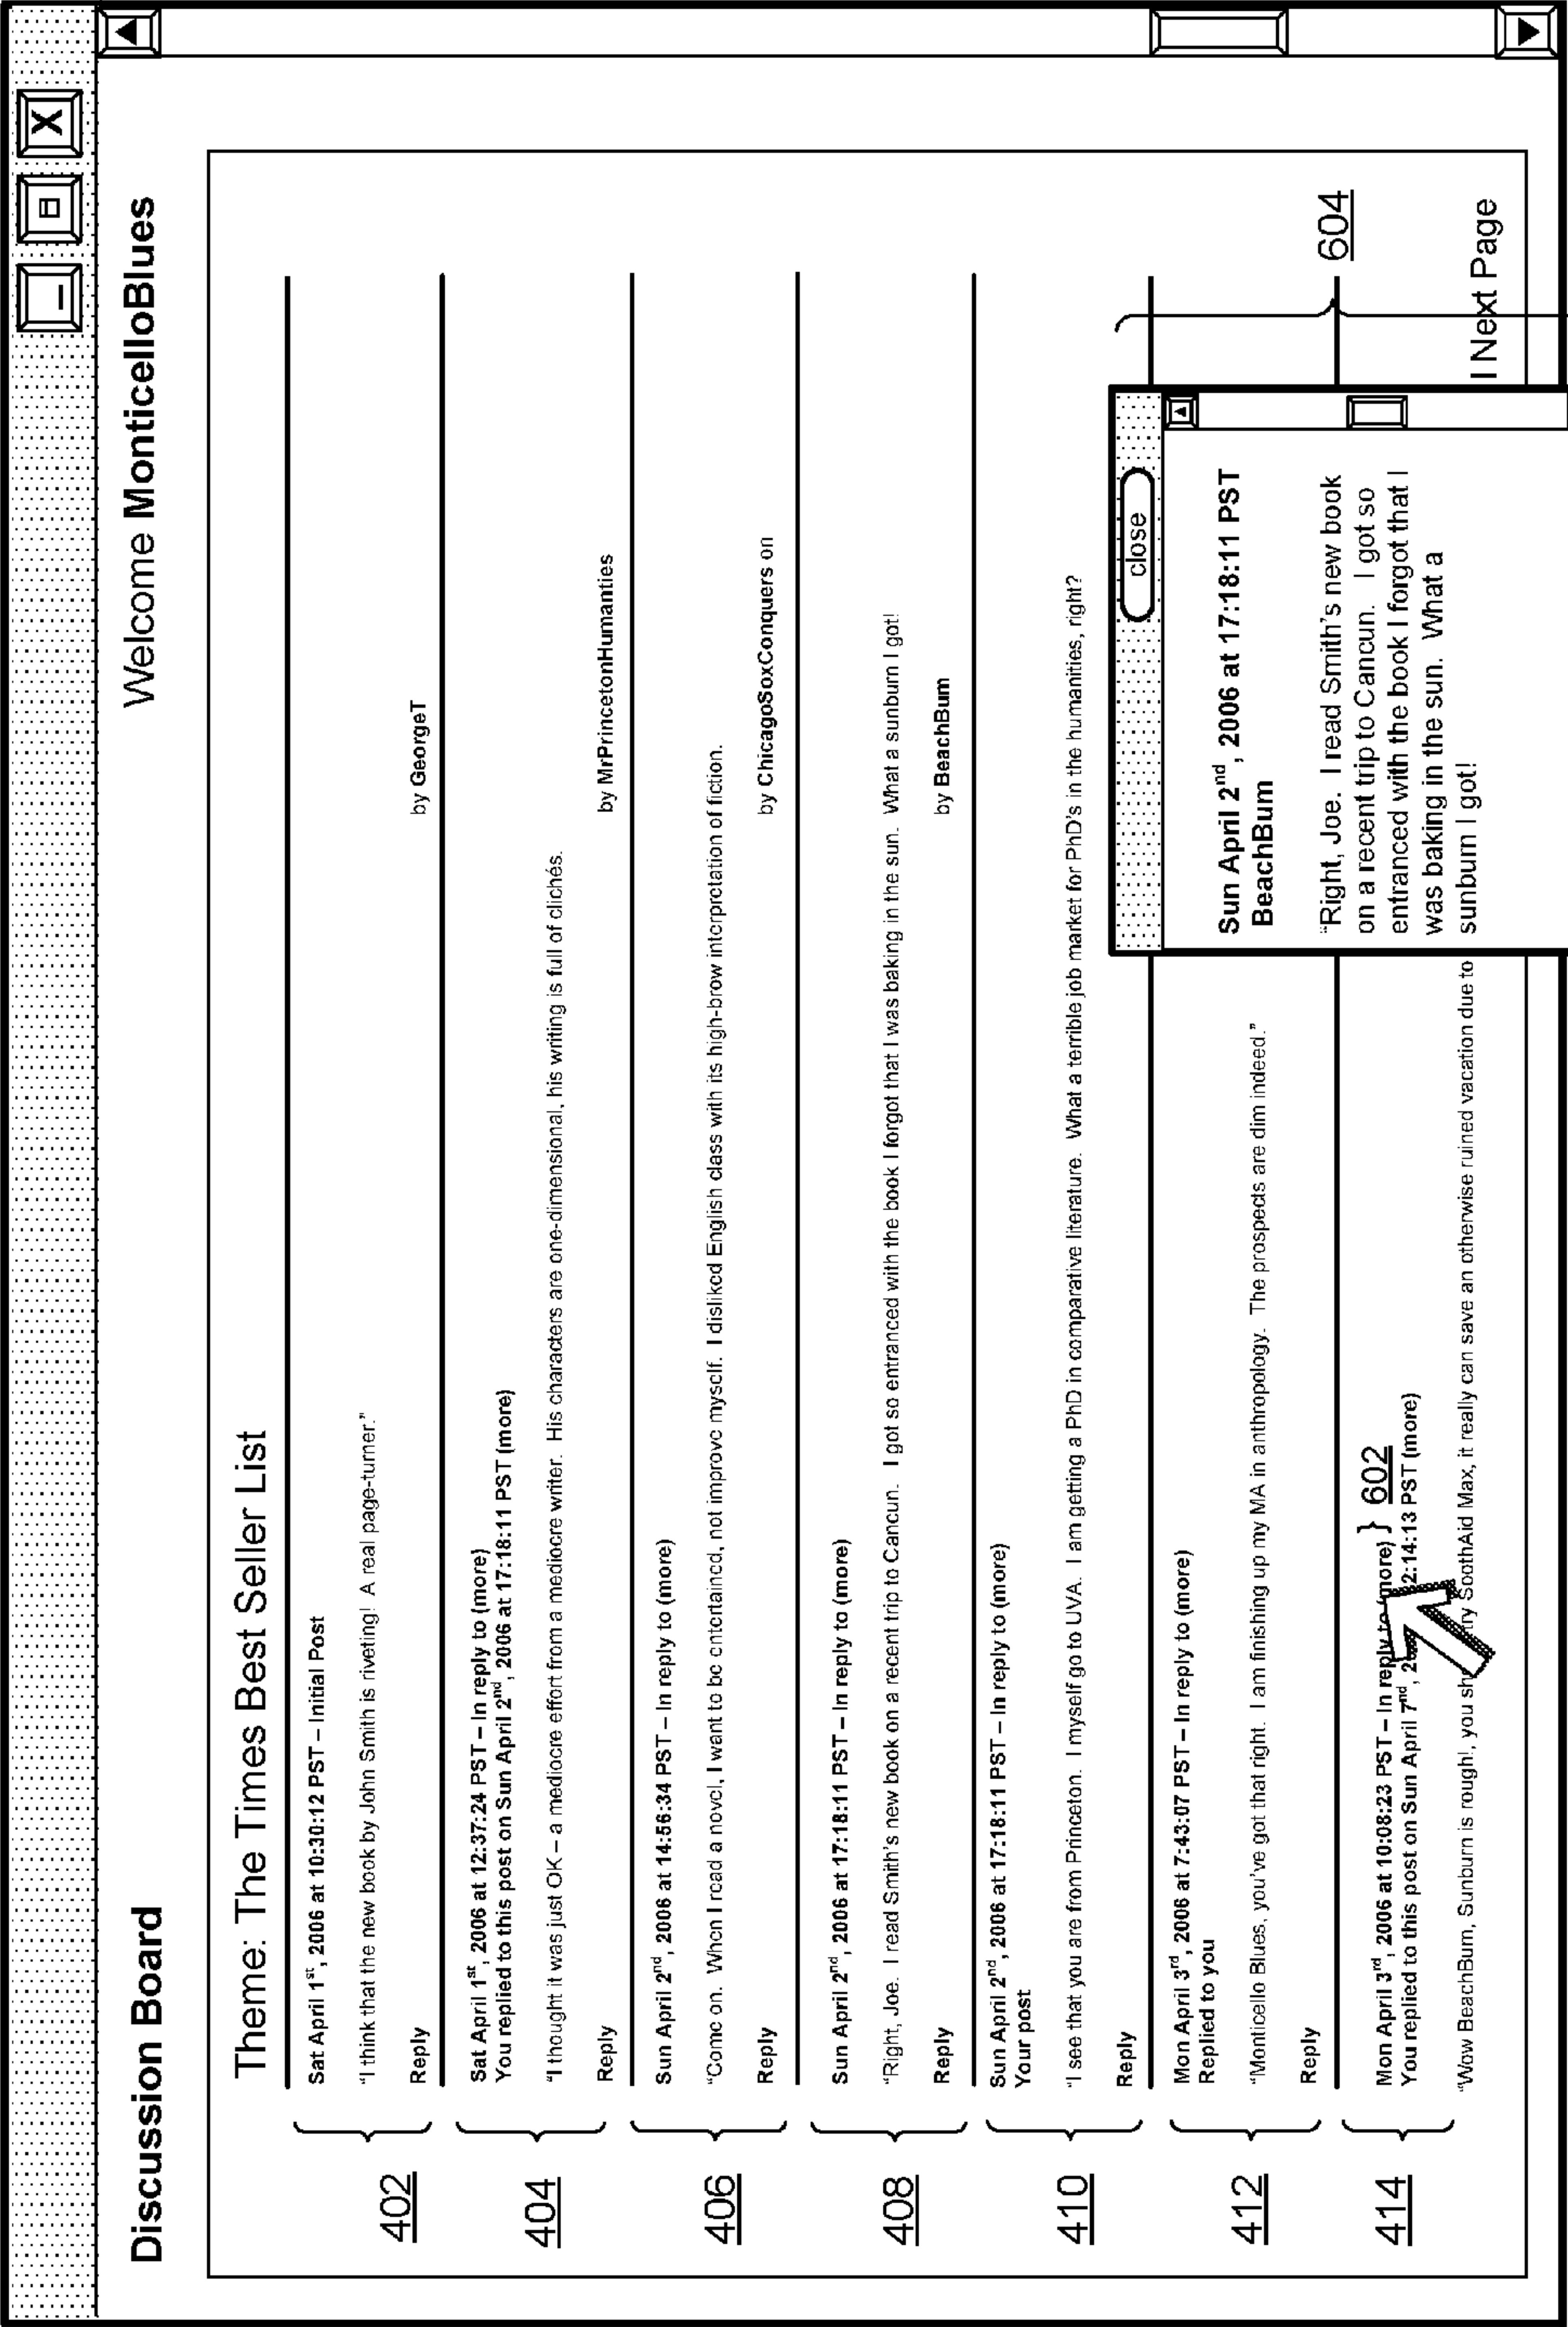 X
Discussion Board
Welcome MonticelloBlues
Theme: The Times Best Seller List
402
Sat April 1st, 2006 at 10:30:12 PST – Initial Post
“I think that the new book by John Smith is riveting! A real page-turner.”
Reply
by GeorgeT
404
Sat April 1st, 2006 at 12:37:24 PST – In reply to (more)
You replied to this post on Sun April 2nd, 2006 at 17:18:11 PST (more)
“I thought it was just OK – a mediocre effort from a mediocre writer. His characters are one-dimensional, his writing is full of clichés.
Reply
by MrPrincetonHumanties
406
Sun April 2nd, 2006 at 14:56:34 PST – In reply to (more)
“Come on. When I read a novel, I want to be entertained, not improve myself. I disliked English class with its high-brow interprotation of fiction.
Reply
by ChicagoSoxConquers on
408
Sun April 2nd, 2006 at 17:18:11 PST – In reply to (more)
“Right, Joe. I read Smith’s new book on a recent trip to Cancun. I got so entranced with the book I forgot that I was baking in the sun. What a sunburn I got!
Reply
by BeachBum
410
Sun April 2nd, 2006 at 17:18:11 PST – In reply to (more)
Your post
“I see that you are from Princeton. I myself go to UVA. I am getting a PhD in comparative literature. What a terrible job market for PhD’s in the humanities, right?
Reply
412
Mon April 3rd, 2006 at 7:43:07 PST – In reply to (more)
Replied to you
“Monticello Blues, you’ve got that right. I am finishing up my MA in anthropology. The prospects are dim indeed.”
Reply
414
Mon April 3rd, 2006 at 10:08:23 PST – In reply to (more) } 602
You replied to this post on Sun April 7nd, 2:14:13 PST (more)
“Wow BeachBum, Sunburn is rough!, you try SoothAid Max, it really can save an otherwise ruined vacation due to
close
Sun April 2nd, 2006 at 17:18:11 PST
BeachBum
“Right, Joe. I read Smith’s new book
on a recent trip to Cancun. I got so
entranced with the book I forgot that I
was baking in the sun. What a
sunburn I got!
604
I Next Page